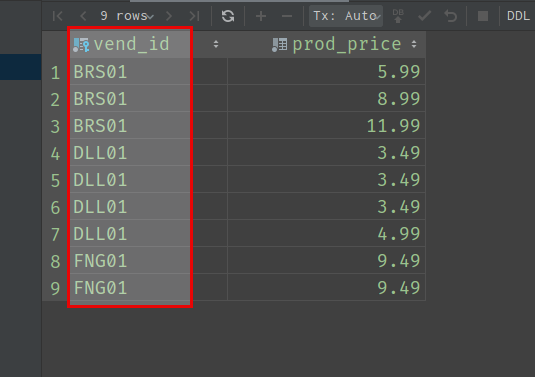 9 rows Tx: Auto DB DDL
vend_id prod_price
1 BRS01 5.99
2 BRS01 8.99
3 BRS01 11.99
4 DLL01 3.49
5 DLL01 3.49
6 DLL01 3.49
7 DLL01 4.99
8 FNG01 9.49
9 FNG01 9.49